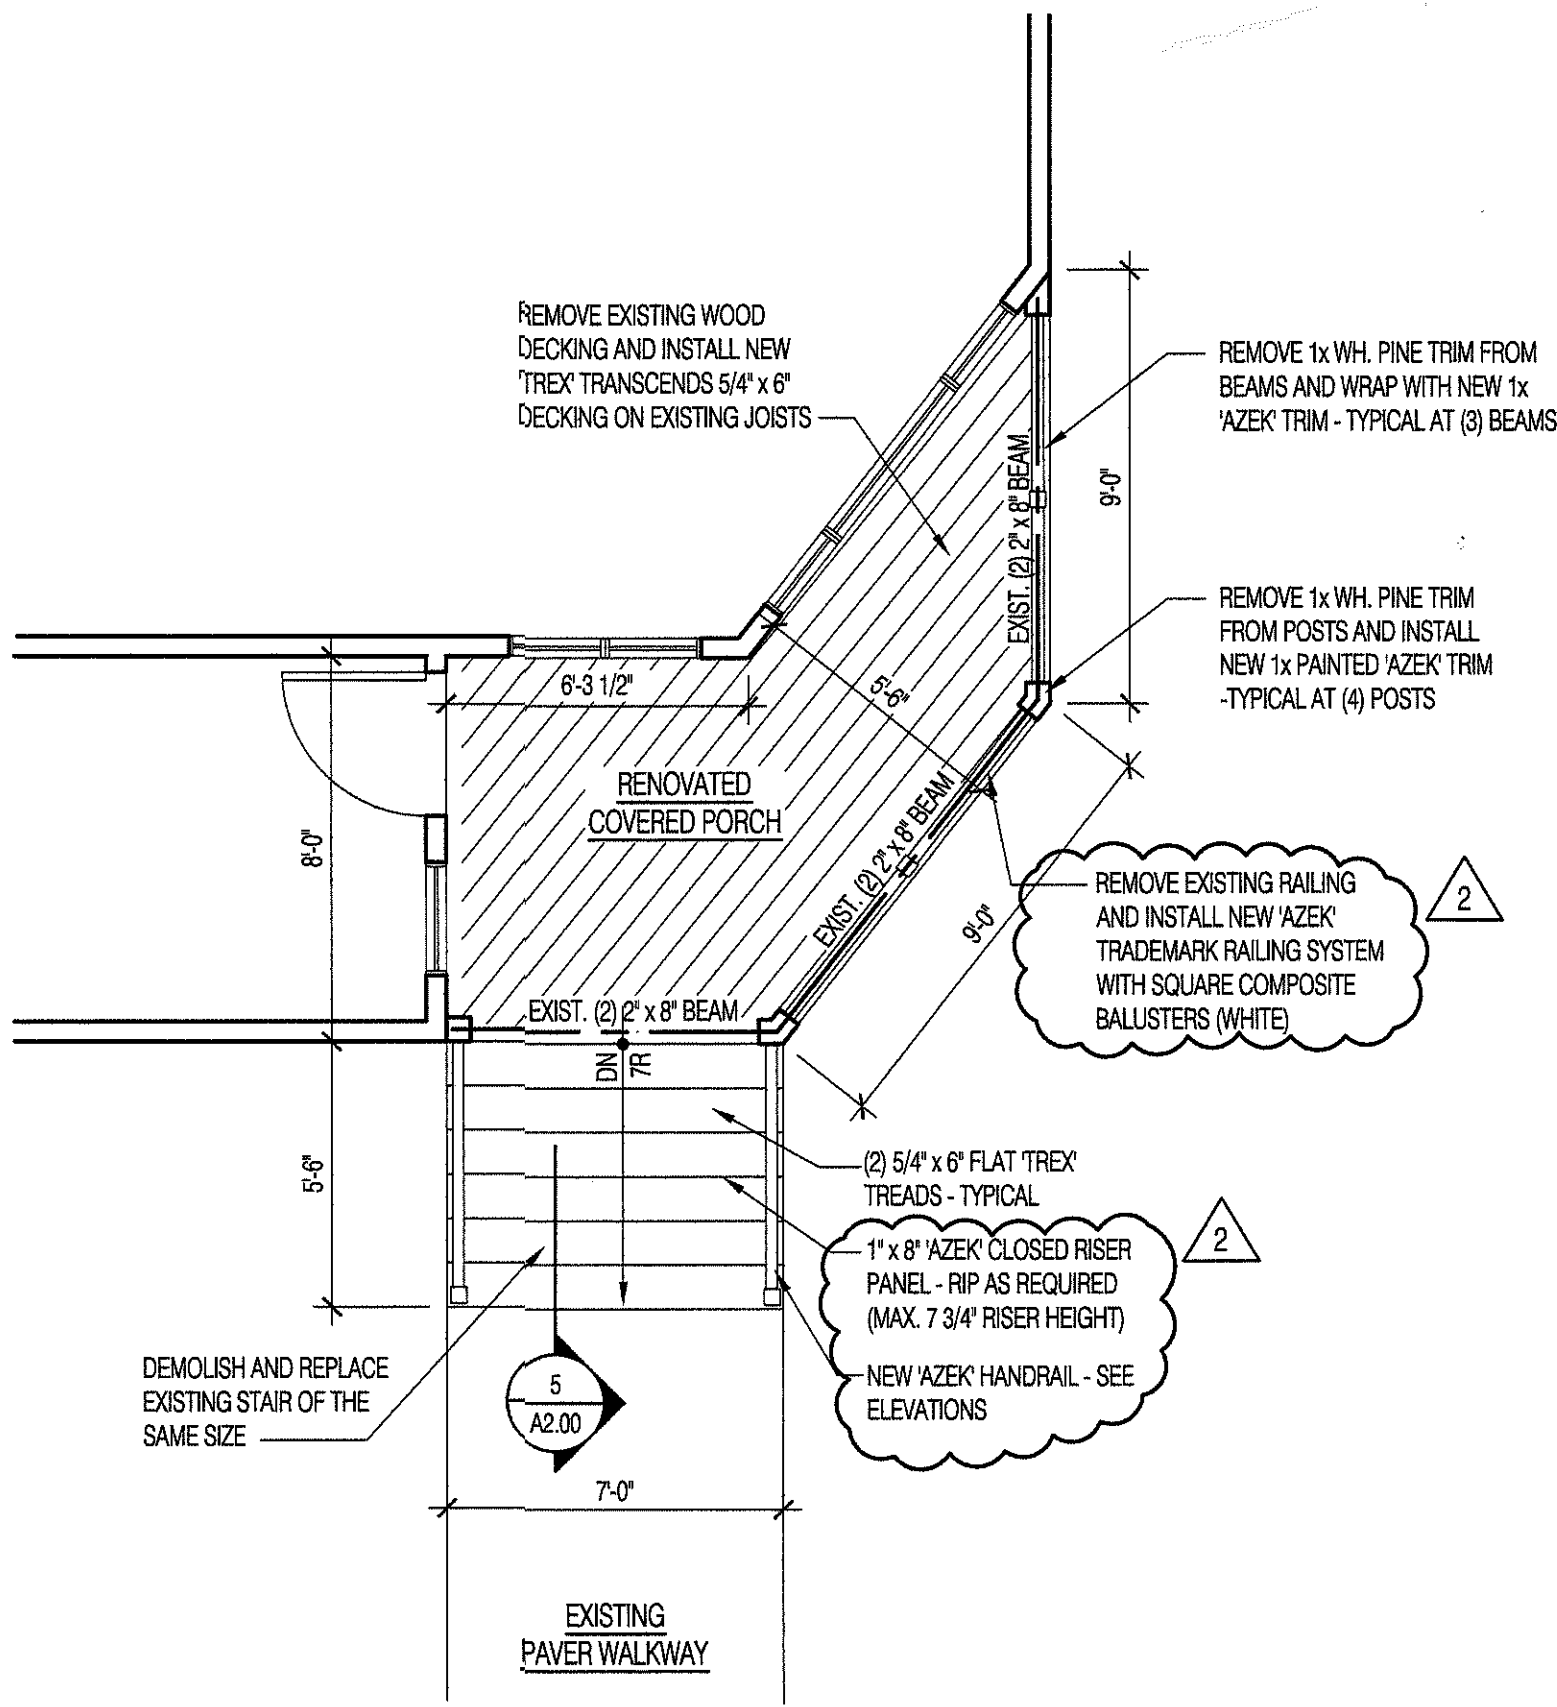 REMOVE EXISTING WOOD
DECKING AND INSTALL NEW
'TREX' TRANSCENDS 5/4" x 6"
DECKING ON EXISTING JOISTS
REMOVE 1x WH. PINE TRIM FROM
BEAMS AND WRAP WITH NEW 1x
'AZEK' TRIM - TYPICAL AT (3) BEAMS
EXIST. (2) 2" x 8" BEAM
9'-0"
REMOVE 1x WH. PINE TRIM
FROM POSTS AND INSTALL
NEW 1x PAINTED 'AZEK' TRIM
-TYPICAL AT (4) POSTS
6'-3 1/2"
5'-6"
RENOVATED
COVERED PORCH
8'-0"
EXIST. (2) 2" x 8" BEAM
9'-0"
REMOVE EXISTING RAILING
AND INSTALL NEW 'AZEK'
TRADEMARK RAILING SYSTEM
WITH SQUARE COMPOSITE
BALUSTERS (WHITE)
2
EXIST. (2) 2" x 8" BEAM
DN
7R
5'-6"
(2) 5/4" x 6" FLAT 'TREX'
TREADS - TYPICAL
1" x 8" 'AZEK' CLOSED RISER
PANEL - RIP AS REQUIRED
(MAX. 7 3/4" RISER HEIGHT)
2
NEW 'AZEK' HANDRAIL - SEE
ELEVATIONS
DEMOLISH AND REPLACE
EXISTING STAIR OF THE
SAME SIZE
5
A2.00
7'-0"
EXISTING
PAVER WALKWAY